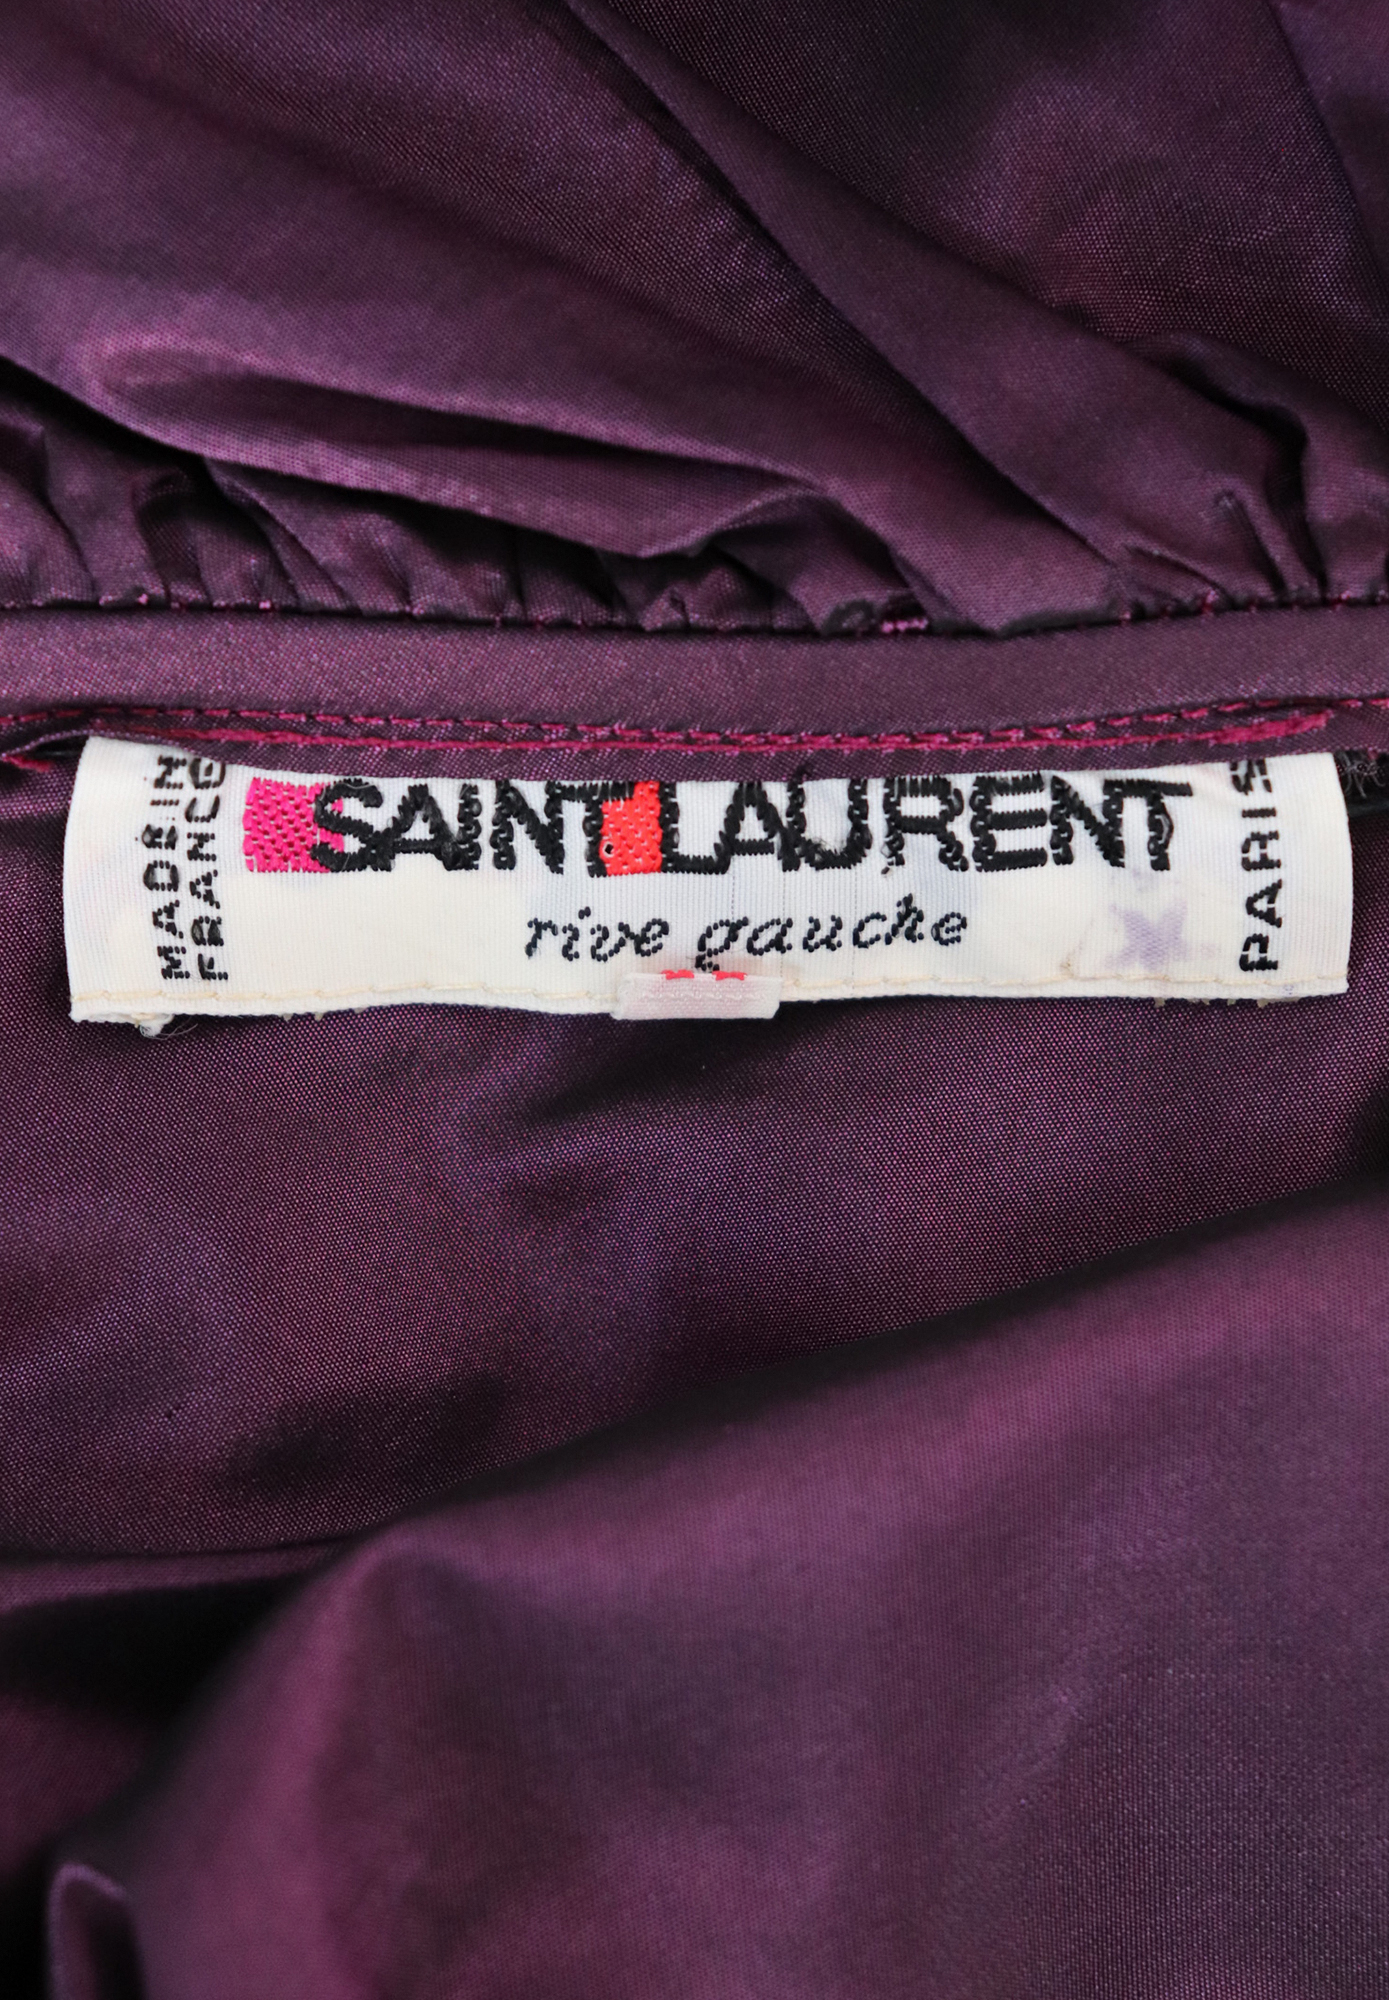 MADE IN
FRANCE
SAINT LAURENT
rive gauche
PARIS